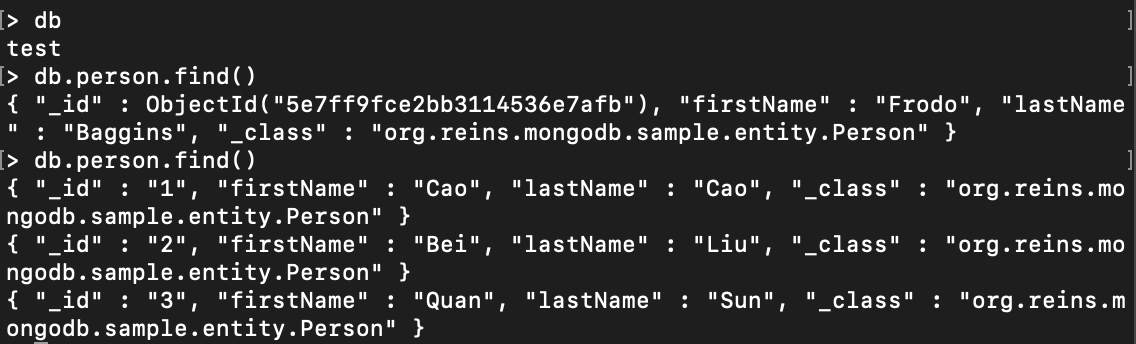 [> db ]
test
[> db.person.find() ]
{ "_id" : ObjectId("5e7ff9fce2bb3114536e7afb"), "firstName" : "Frodo", "lastName
" : "Baggins", "_class" : "org.reins.mongodb.sample.entity.Person" }
[> db.person.find() ]
{ "_id" : "1", "firstName" : "Cao", "lastName" : "Cao", "_class" : "org.reins.mo
ngodb.sample.entity.Person" }
{ "_id" : "2", "firstName" : "Bei", "lastName" : "Liu", "_class" : "org.reins.mo
ngodb.sample.entity.Person" }
{ "_id" : "3", "firstName" : "Quan", "lastName" : "Sun", "_class" : "org.reins.m
ongodb.sample.entity.Person" }